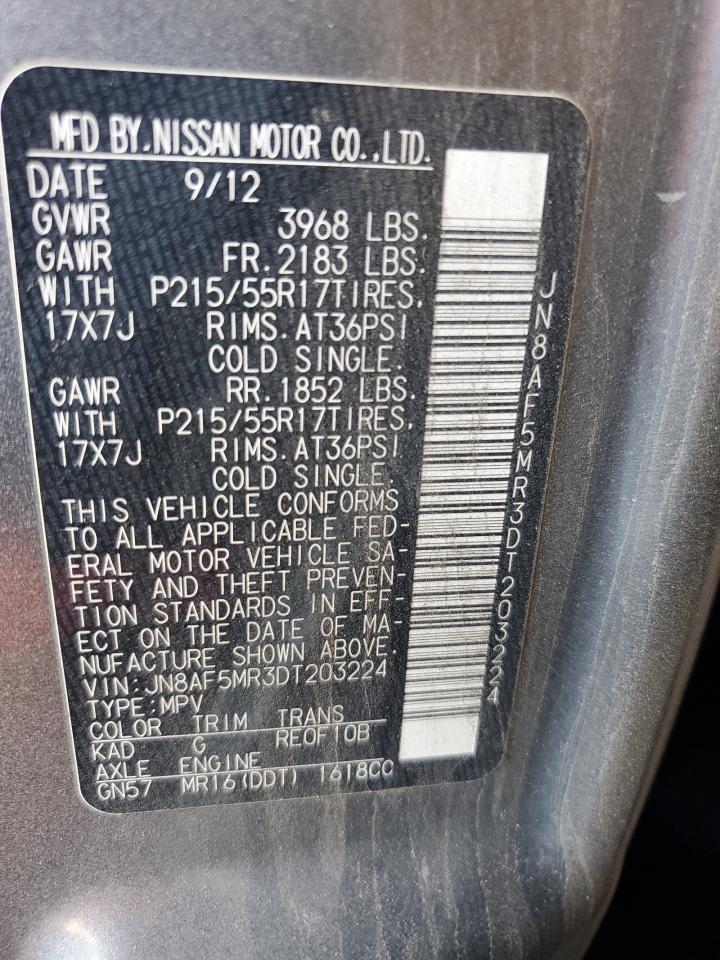 MFD BY.NISSAN MOTOR CO.,LTD.
DATE 9/12
GVWR 3968 LBS.
GAWR FR.2183 LBS.
WITH P215/55R17TIRES.
17X7J RIMS.AT36PSI
COLD SINGLE.
GAWR RR.1852 LBS.
WITH P215/55R17TIRES.
17X7J RIMS.AT36PSI
COLD SINGLE.
THIS VEHICLE CONFORMS
TO ALL APPLICABLE FED-
ERAL MOTOR VEHICLE SA-
FETY AND THEFT PREVEN-
TION STANDARDS IN EFF-
ECT ON THE DATE OF MA-
NUFACTURE SHOWN ABOVE.
VIN:JN8AF5MR3DT203224
TYPE:MPV
COLOR TRIM TRANS
KAD G RE0F10B
AXLE ENGINE
GN57 MR16(DDT) 1618CC
JN8AF5MR3DT203224